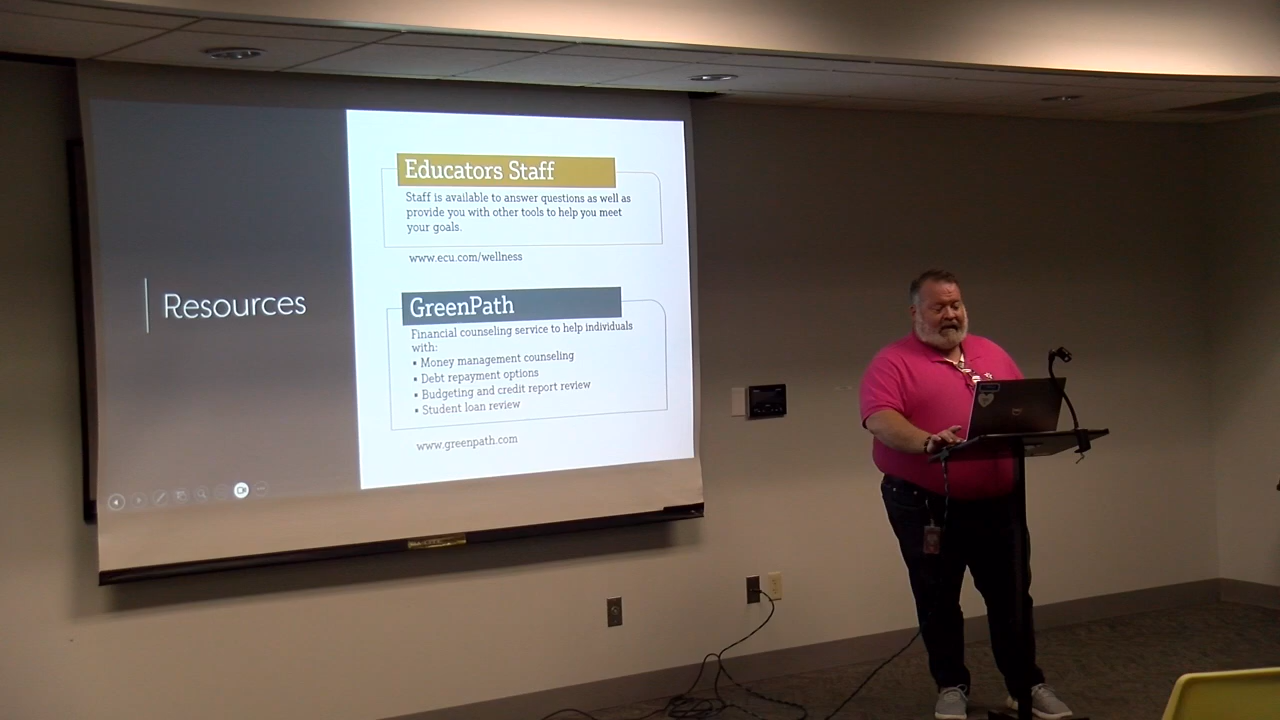 Resources
Educators Staff
Staff is available to answer questions as well as
provide you with other tools to help you meet
your goals.
www.ecu.com/wellness
GreenPath
Financial counseling service to help individuals
with:
▪ Money management counseling
▪ Debt repayment options
▪ Budgeting and credit report review
▪ Student loan review
www.greenpath.com